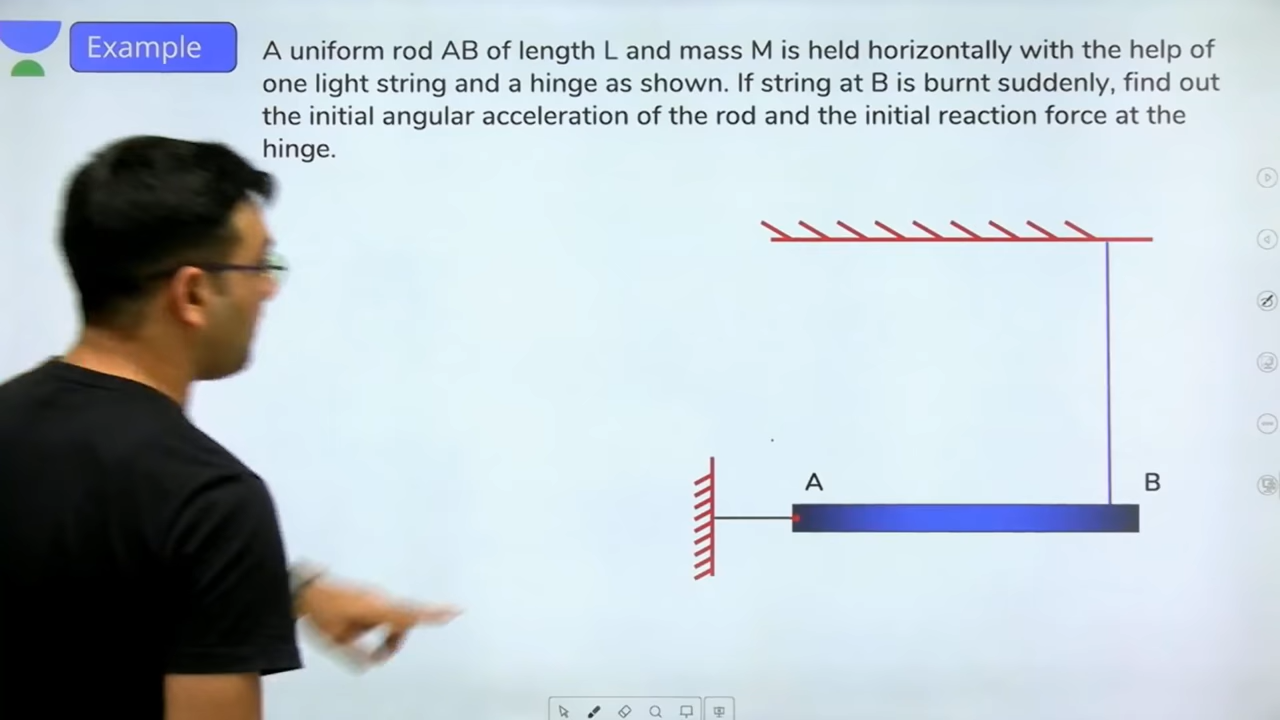 Example
A uniform rod AB of length L and mass M is held horizontally with the help of
one light string and a hinge as shown. If string at B is burnt suddenly, find out
the initial angular acceleration of the rod and the initial reaction force at the
hinge.
A
B